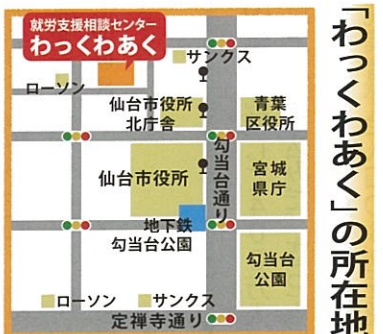 「わっくわあく」の所在地
就労支援相談センター
わっくわあく
サンクス
ローソン
仙台市役所
北庁舎
青葉
区役所
勾当台通り
仙台市役所
宮城
県庁
地下鉄
勾当台公園
勾当台
公園
ローソン
サンクス
定禅寺通り